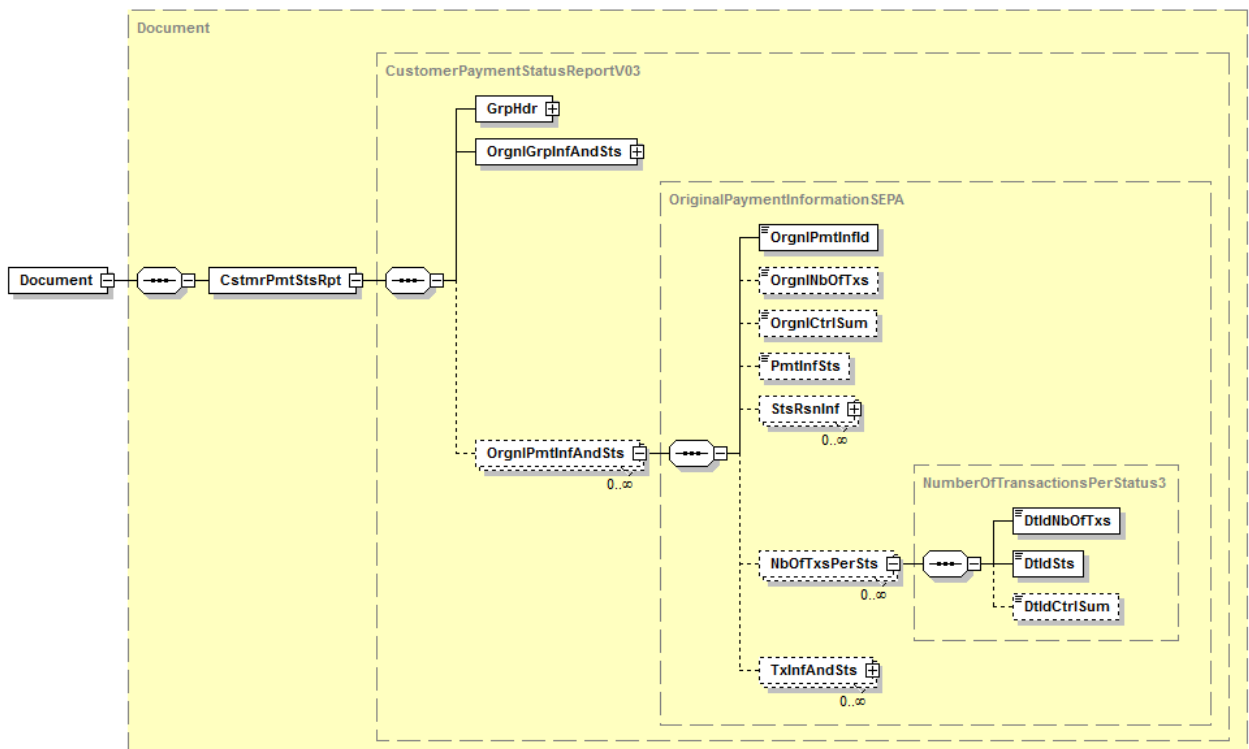 Document
CustomerPaymentStatusReportV03
GrpHdr
OrgnlGrpInfAndSts
OriginalPaymentInformationSEPA
OrgnlPmtInfId
Document
CstmrPmtStsRpt
OrgnlNbOfTxs
OrgnlCtrlSum
PmtInfSts
StsRsnInf
0..∞
OrgnlPmtInfAndSts
0..∞
NumberOfTransactionsPerStatus3
DtldNbOfTxs
NbOfTxsPerSts
0..∞
DtldSts
DtldCtrlSum
TxInfAndSts
0..∞